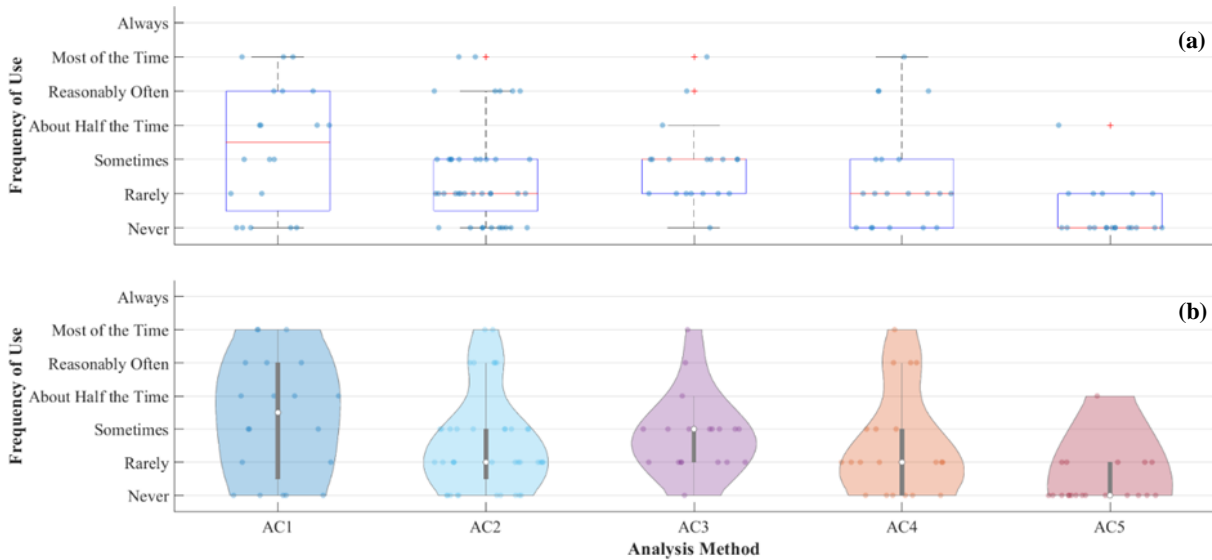 (a)
Always
Most of the Time
Reasonably Often
About Half the Time
Sometimes
Rarely
Never
Frequency of Use
(b)
Always
Most of the Time
Reasonably Often
About Half the Time
Sometimes
Rarely
Never
Frequency of Use
AC1 AC2 AC3 AC4 AC5
Analysis Method